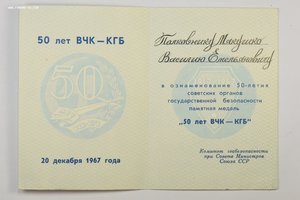 50 лет ВЧК—КГБ
50
20 декабря 1967 года
Полковнику
в ознаменование 50-летия
советских органов
государственной безопасности
памятная медаль
„50 лет ВЧК—КГБ“
Комитет госбезопасности
при Совете Министров
Союза ССР